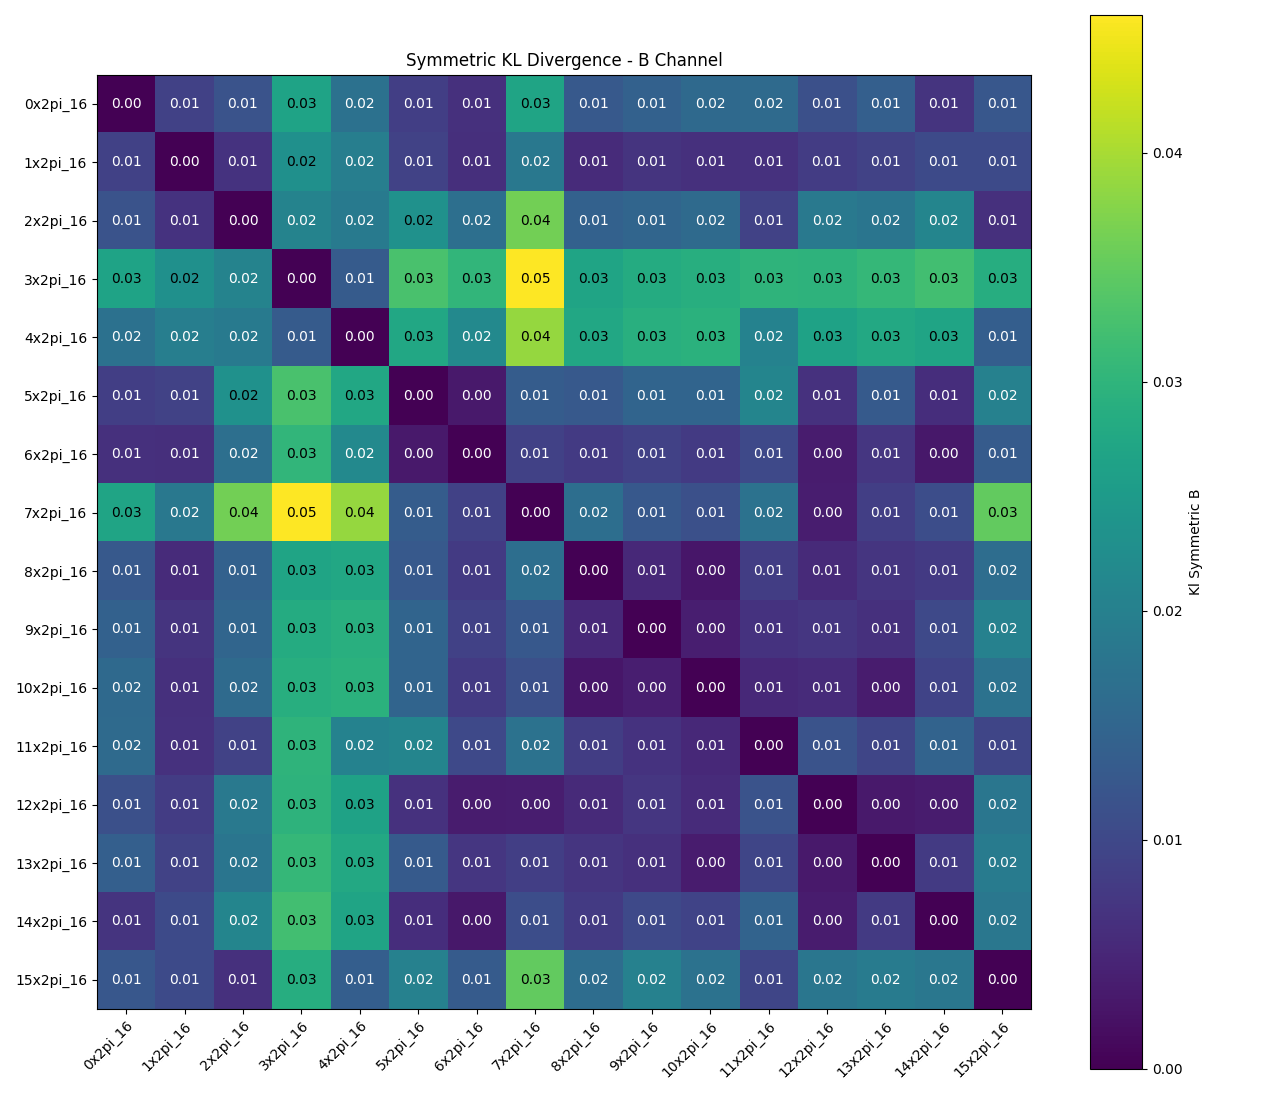 Symmetric KL Divergence - B Channel
0x2pi_16 0.00 0.01 0.01 0.03 0.02 0.01 0.01 0.03 0.01 0.01 0.02 0.02 0.01 0.01 0.01 0.01
1x2pi_16 0.01 0.00 0.01 0.02 0.02 0.01 0.01 0.02 0.01 0.01 0.01 0.01 0.01 0.01 0.01 0.01
2x2pi_16 0.01 0.01 0.00 0.02 0.02 0.02 0.02 0.04 0.01 0.01 0.02 0.01 0.02 0.02 0.02 0.01
3x2pi_16 0.03 0.02 0.02 0.00 0.01 0.03 0.03 0.05 0.03 0.03 0.03 0.03 0.03 0.03 0.03 0.03
4x2pi_16 0.02 0.02 0.02 0.01 0.00 0.03 0.02 0.04 0.03 0.03 0.03 0.02 0.03 0.03 0.03 0.01
5x2pi_16 0.01 0.01 0.02 0.03 0.03 0.00 0.00 0.01 0.01 0.01 0.01 0.02 0.01 0.01 0.01 0.02
6x2pi_16 0.01 0.01 0.02 0.03 0.02 0.00 0.00 0.01 0.01 0.01 0.01 0.01 0.00 0.01 0.00 0.01
7x2pi_16 0.03 0.02 0.04 0.05 0.04 0.01 0.01 0.00 0.02 0.01 0.01 0.02 0.00 0.01 0.01 0.03
8x2pi_16 0.01 0.01 0.01 0.03 0.03 0.01 0.01 0.02 0.00 0.01 0.00 0.01 0.01 0.01 0.01 0.02
9x2pi_16 0.01 0.01 0.01 0.03 0.03 0.01 0.01 0.01 0.01 0.00 0.00 0.01 0.01 0.01 0.01 0.02
10x2pi_16 0.02 0.01 0.02 0.03 0.03 0.01 0.01 0.01 0.00 0.00 0.00 0.01 0.01 0.00 0.01 0.02
11x2pi_16 0.02 0.01 0.01 0.03 0.02 0.02 0.01 0.02 0.01 0.01 0.01 0.00 0.01 0.01 0.01 0.01
12x2pi_16 0.01 0.01 0.02 0.03 0.03 0.01 0.00 0.00 0.01 0.01 0.01 0.01 0.00 0.00 0.00 0.02
13x2pi_16 0.01 0.01 0.02 0.03 0.03 0.01 0.01 0.01 0.01 0.01 0.00 0.01 0.00 0.00 0.01 0.02
14x2pi_16 0.01 0.01 0.02 0.03 0.03 0.01 0.00 0.01 0.01 0.01 0.01 0.01 0.00 0.01 0.00 0.02
15x2pi_16 0.01 0.01 0.01 0.03 0.01 0.02 0.01 0.03 0.02 0.02 0.02 0.01 0.02 0.02 0.02 0.00
0x2pi_16 1x2pi_16 2x2pi_16 3x2pi_16 4x2pi_16 5x2pi_16 6x2pi_16 7x2pi_16 8x2pi_16 9x2pi_16 10x2pi_16 11x2pi_16 12x2pi_16 13x2pi_16 14x2pi_16 15x2pi_16
0.04
0.03
0.02
0.01
0.00
Kl Symmetric B